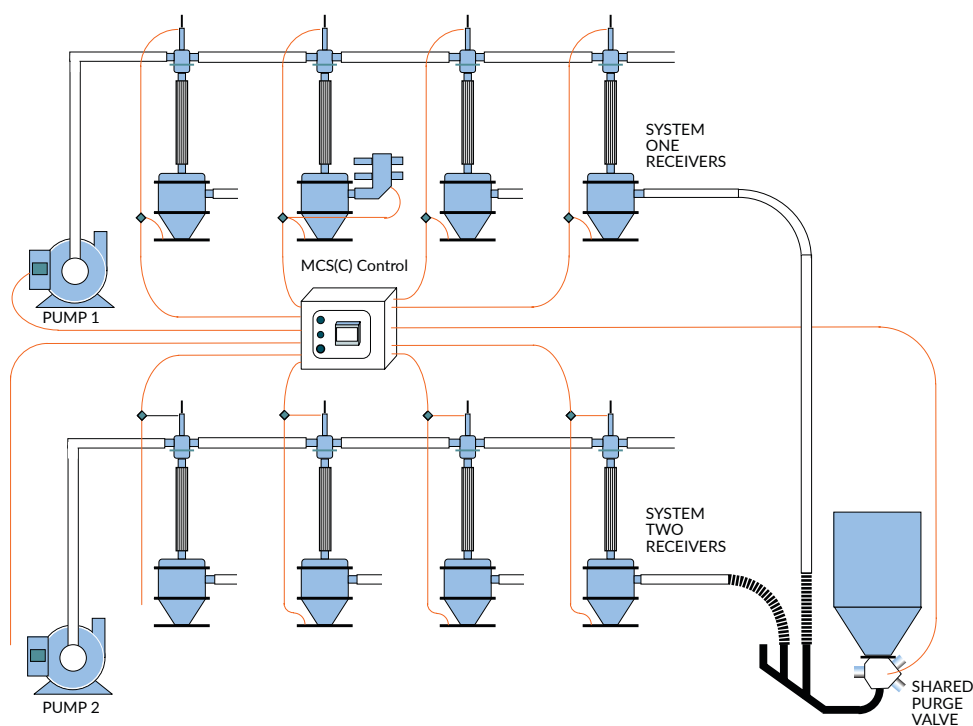 SYSTEM
ONE
RECEIVERS
MCS(C) Control
PUMP 1
SYSTEM
TWO
RECEIVERS
SHARED
PURGE
VALVE
PUMP 2